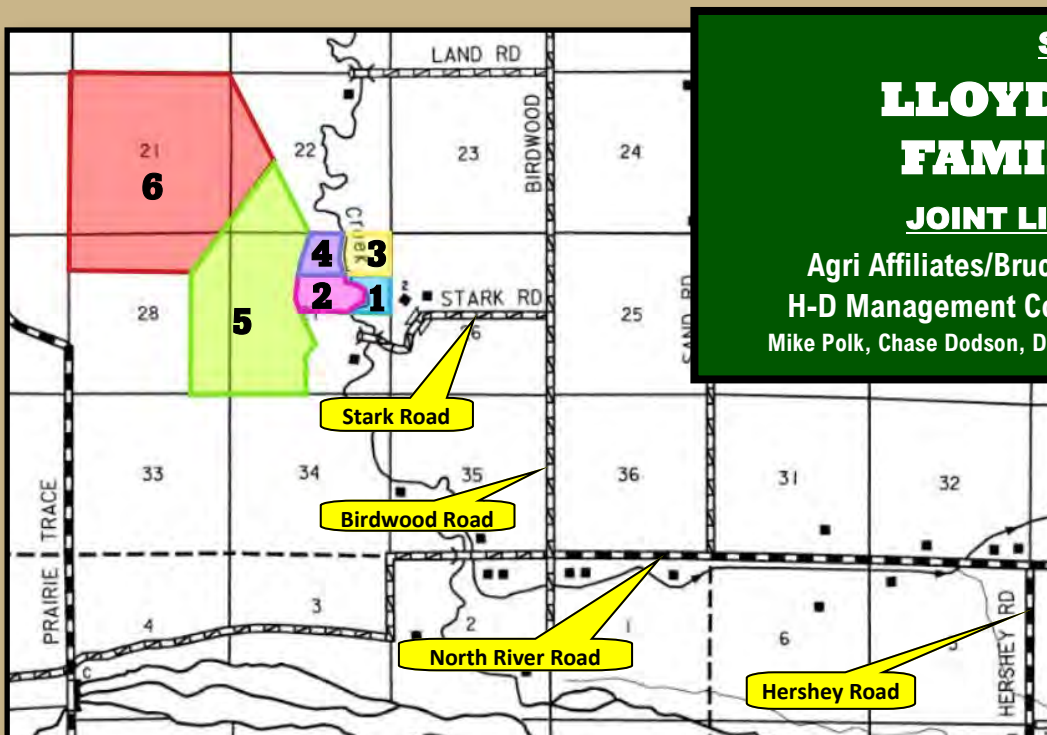 LAND RD
BIRDWOOD
21
22
23
24
6
Creek
4
3
2
1
STARK RD
28
5
25
33
34
35
36
31
32
Stark Road
Birdwood Road
PRAIRIE TRACE
4
3
2
1
6
North River Road
Hershey Road
HERSHEY RD
C
LLOYD
FAMI
JOINT LI
Agri Affiliates/Bruc
H-D Management Co
Mike Polk, Chase Dodson, D